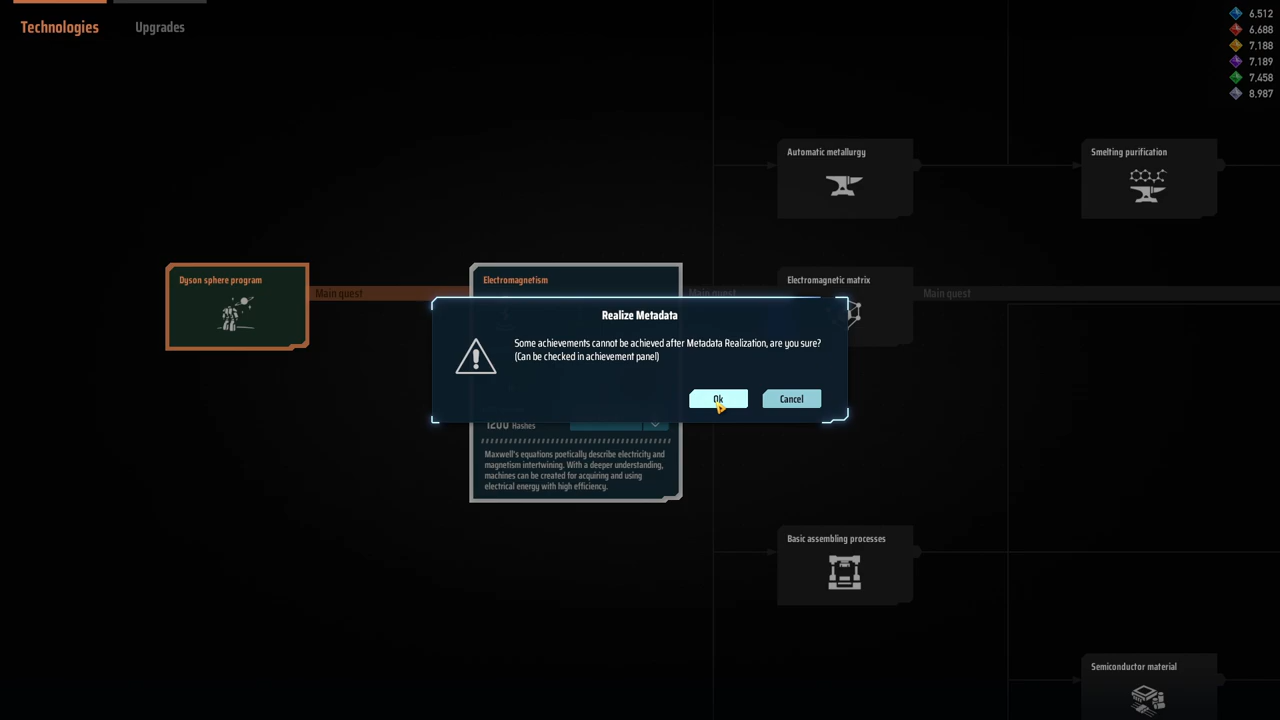 Technologies
Upgrades
6,512
6,688
7,188
7,189
7,458
8,987
Automatic metallurgy
Smelting purification
Dyson sphere program
Electromagnetism
Electromagnetic matrix
Main quest
Main quest
Main quest
Realize Metadata
Some achievements cannot be achieved after Metadata Realization, are you sure?
(Can be checked in achievement panel)
Ok
Cancel
1200 Hashes
Maxwell's equations poetically describe electricity and
magnetism intertwining. With a deeper understanding,
machines can be created for acquiring and using
electrical energy with high efficiency.
Basic assembling processes
Semiconductor material